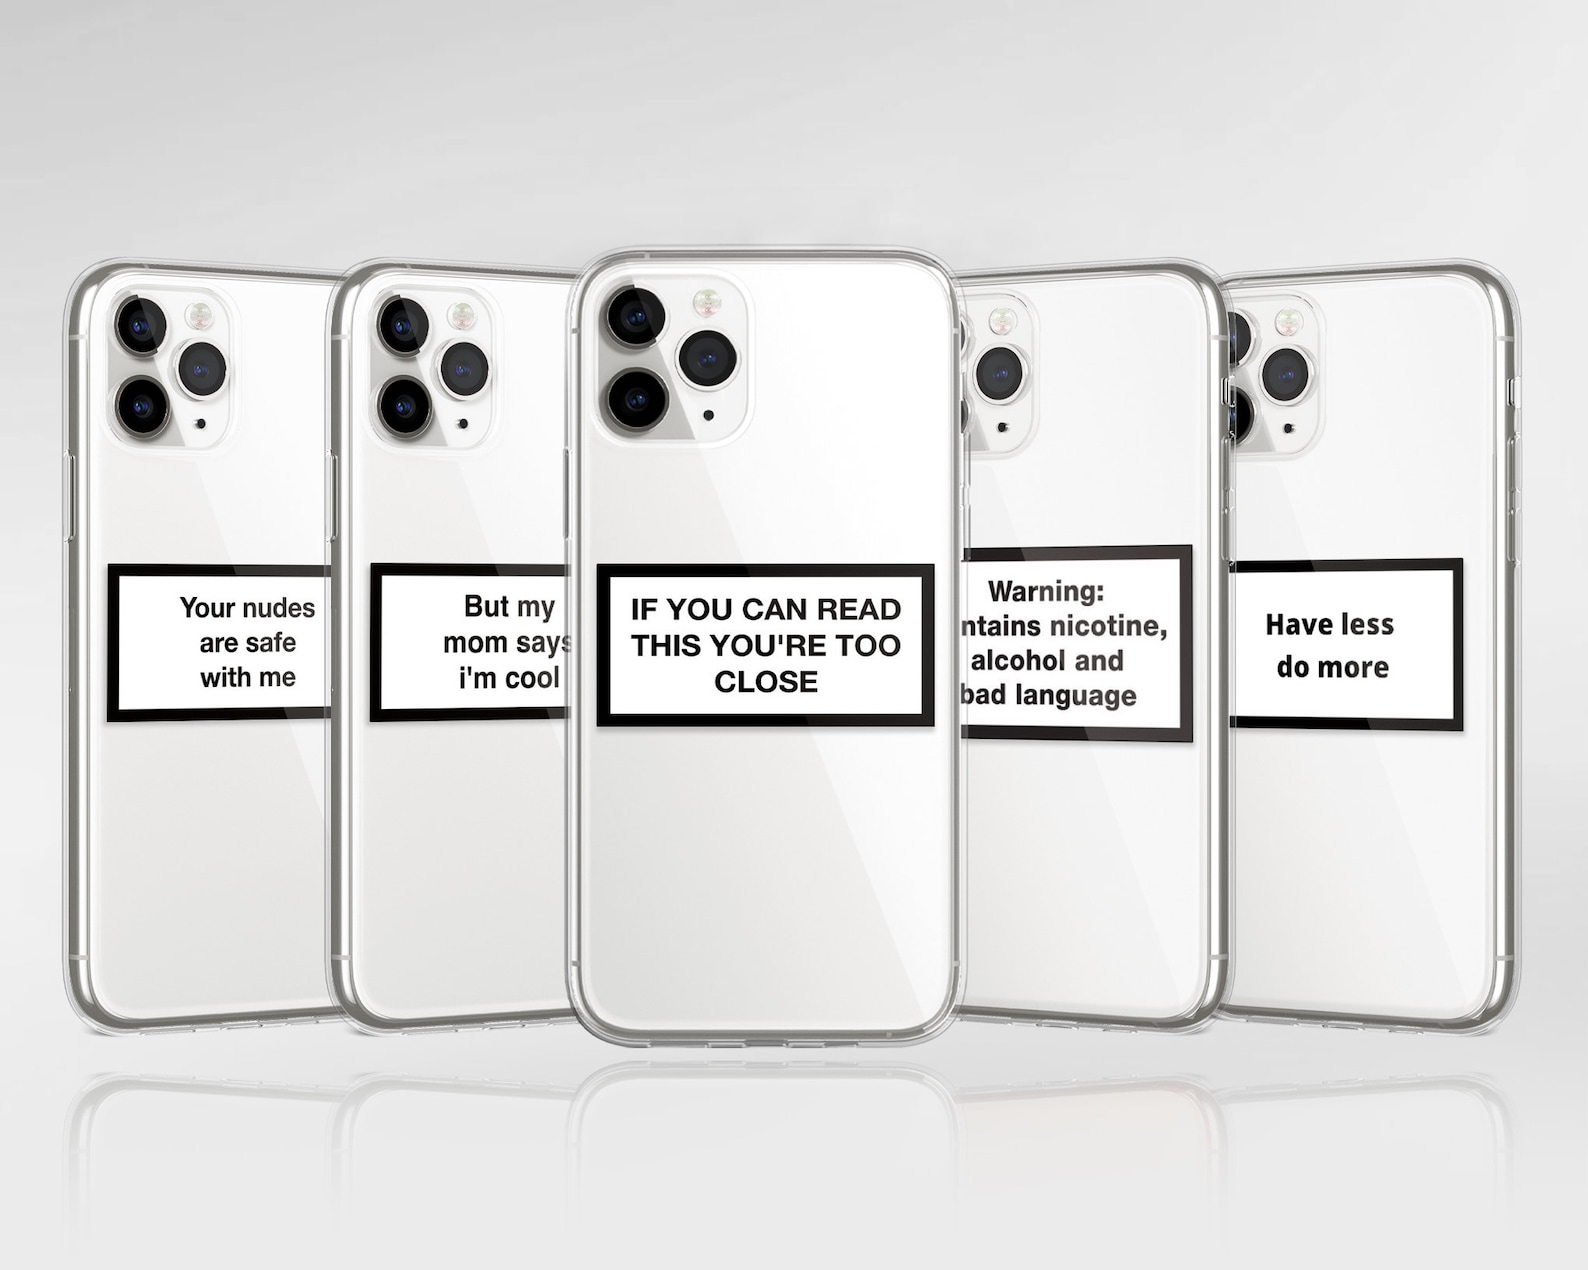 Your nudes
are safe
with me
But my
mom says
i'm cool
IF YOU CAN READ
THIS YOU'RE TOO
CLOSE
Warning:
ntains nicotine,
alcohol and
bad language
Have less
do more